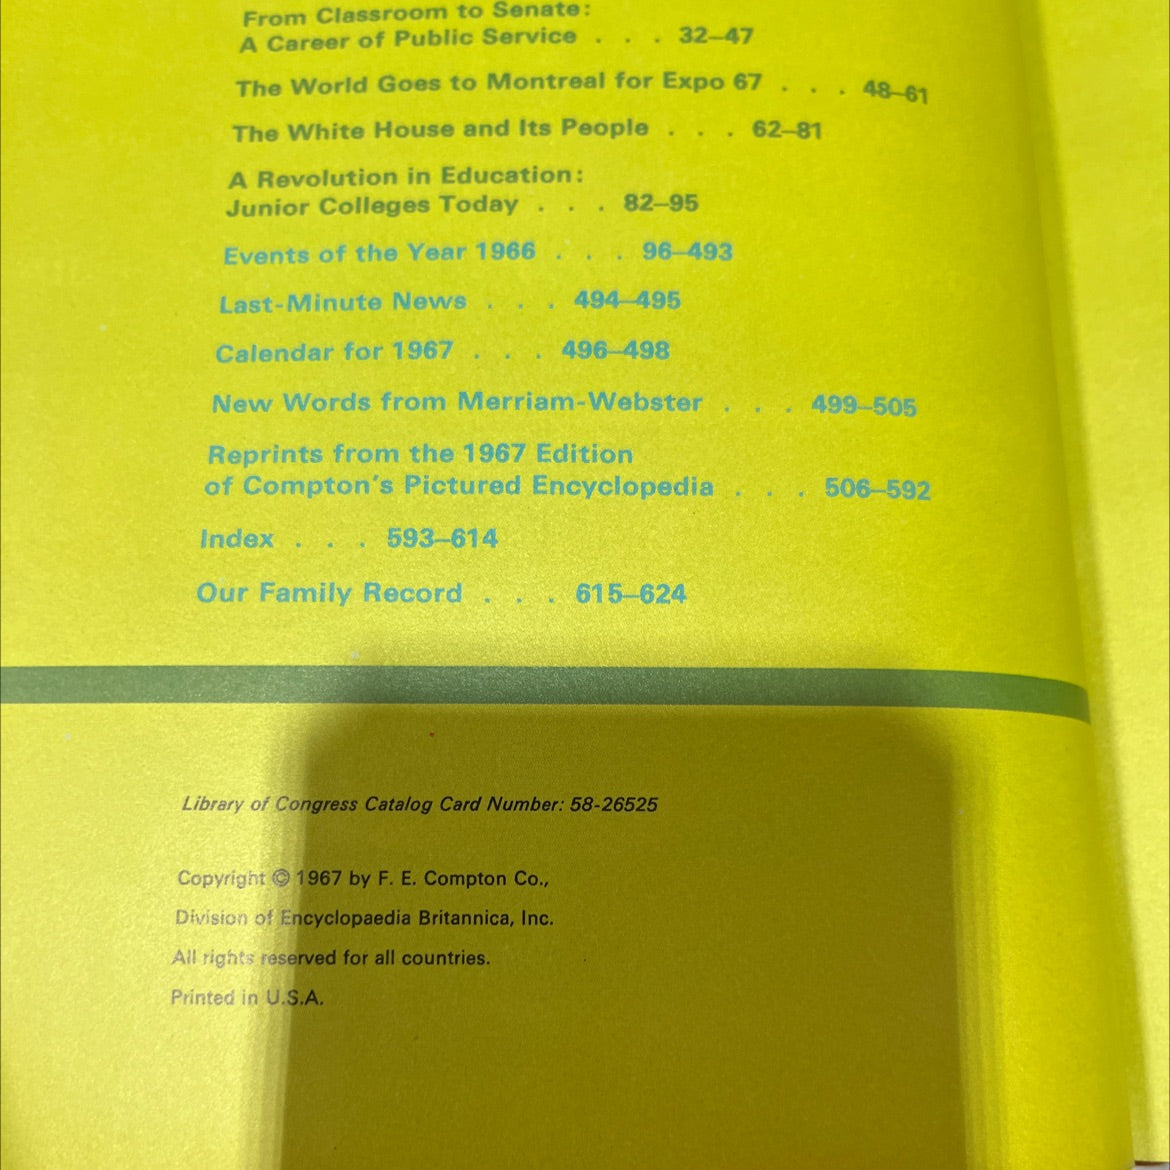 From Classroom to Senate:
A Career of Public Service . . . 32–47
The World Goes to Montreal for Expo 67 . . . 48–61
The White House and Its People . . . 62–81
A Revolution in Education:
Junior Colleges Today . . . 82–95
Events of the Year 1966 . . . 96–493
Last-Minute News . . . 494–495
Calendar for 1967 . . . 496–498
New Words from Merriam-Webster . . . 499–505
Reprints from the 1967 Edition
of Compton's Pictured Encyclopedia . . . 506–592
Index . . . 593–614
Our Family Record . . . 615–624
Library of Congress Catalog Card Number: 58-26525
Copyright © 1967 by F. E. Compton Co.,
Division of Encyclopaedia Britannica, Inc.
All rights reserved for all countries.
Printed in U.S.A.